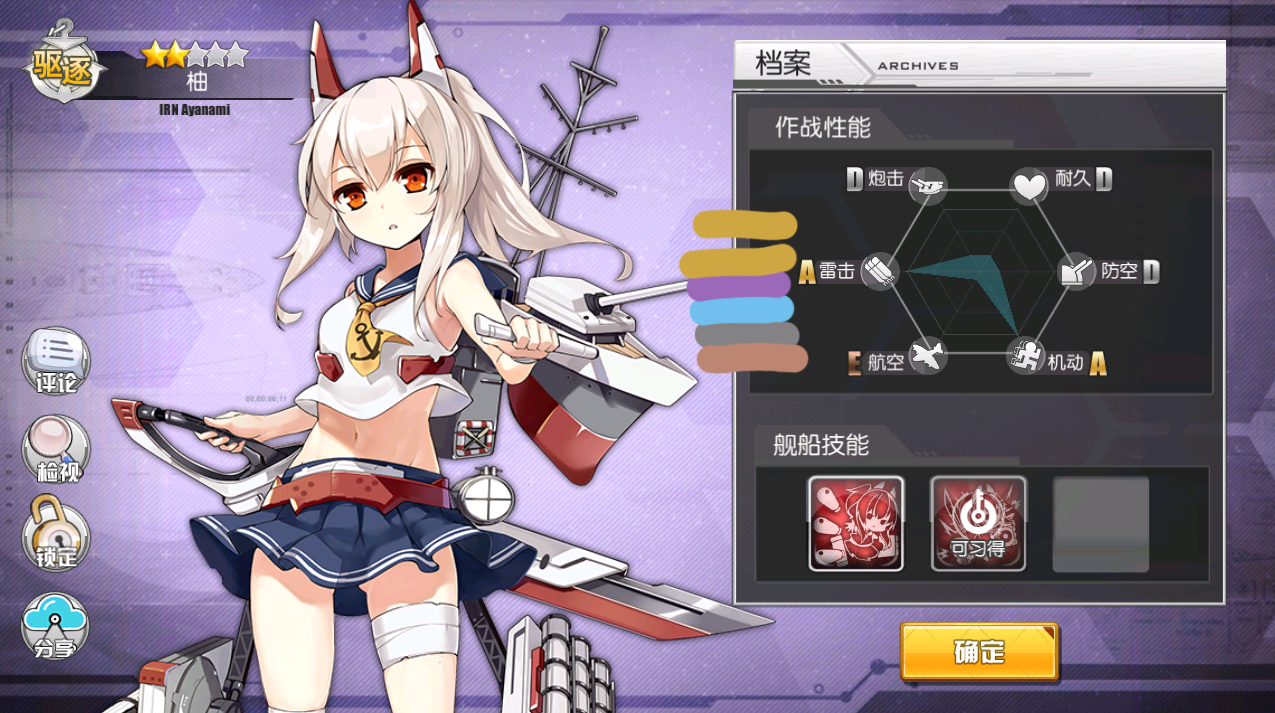 驱逐
柚
IRN Ayanami
档案
ARCHIVES
作战性能
D 炮击
耐久 D
A 雷击
防空 D
E 航空
机动 A
舰船技能
可习得
确定
评论
检视
锁定
分享